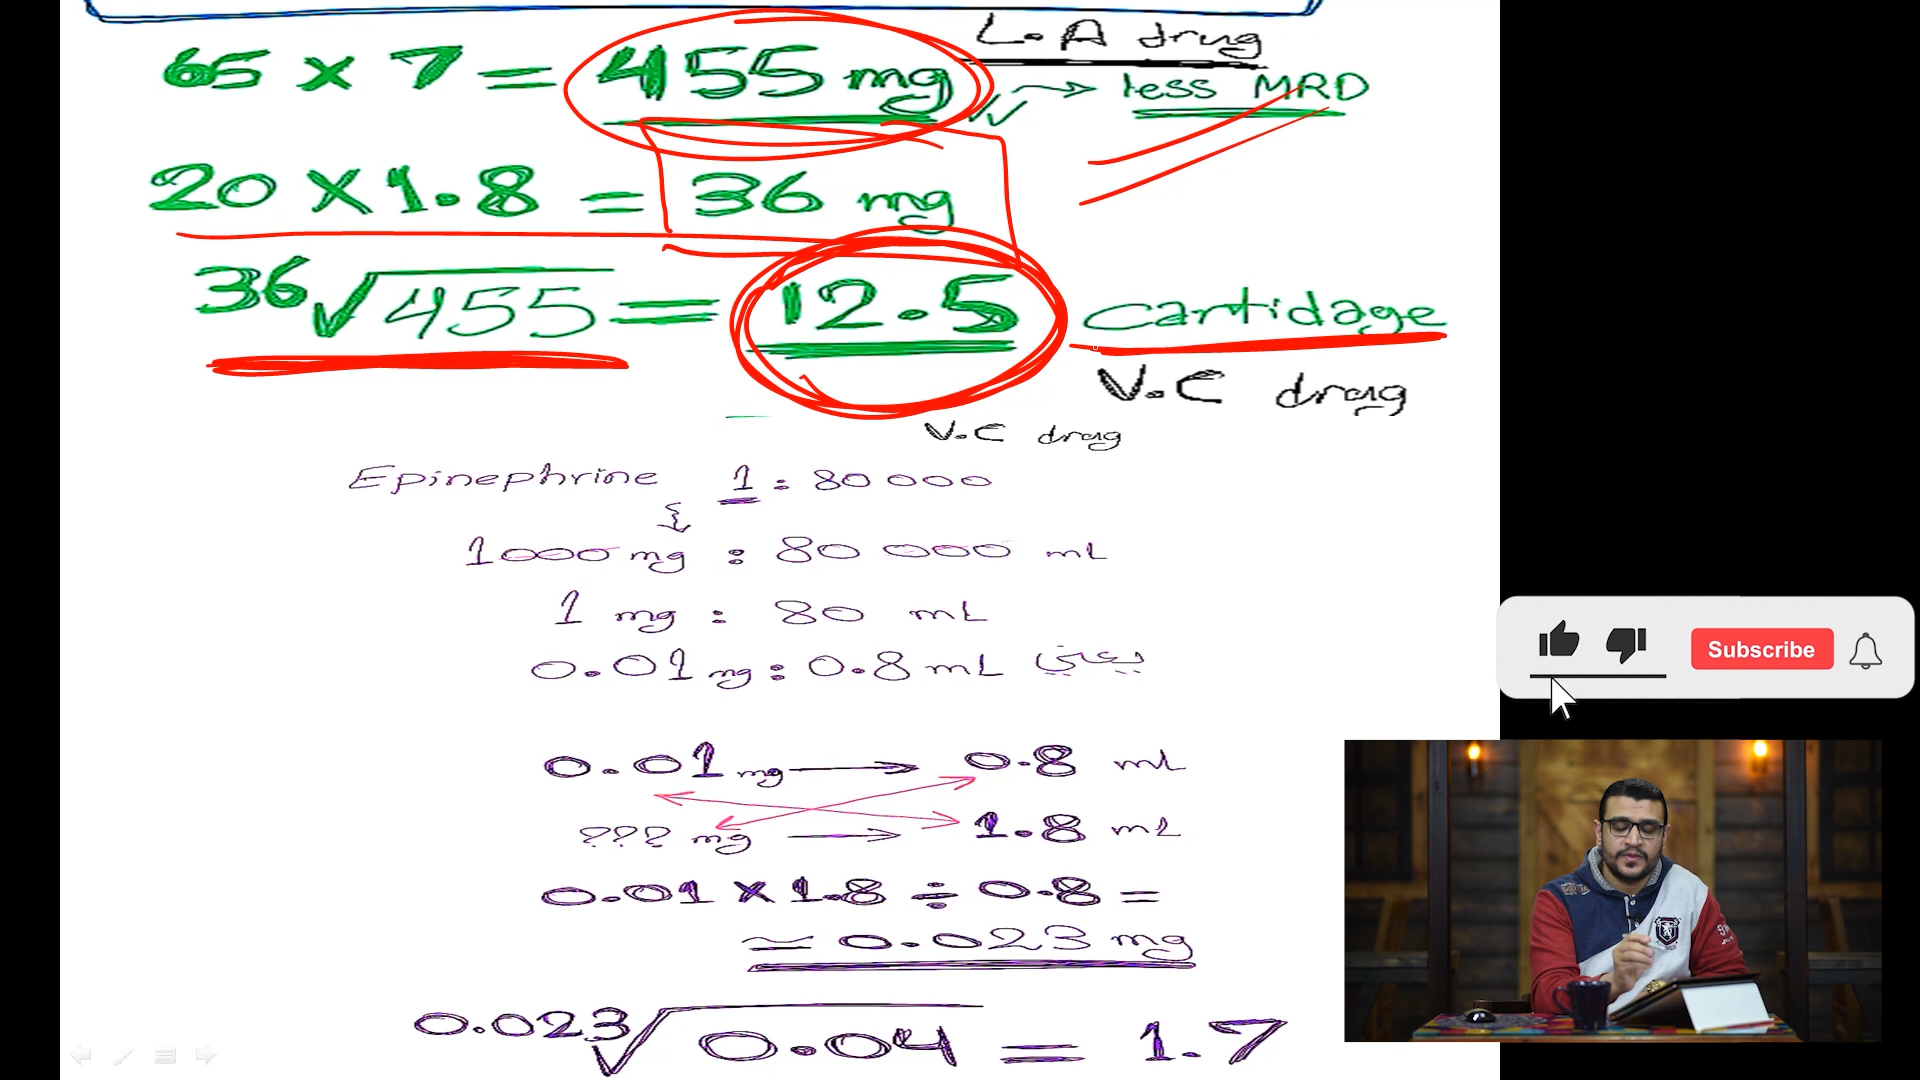 L.A drug
65 x 7 = 455 mg → less MRD
20 x 1.8 = 36 mg
36√455 = 12.5 cartidage
V.C drag
V.C drag
Epinephrine 1 : 80 000
1000 mg : 80 000 mL
1 mg : 80 mL
0.01 mg : 0.8 mL يعني
0.01 mg → 0.8 mL
??? mg → 1.8 mL
0.01 x 1.8 ÷ 0.8 =
≃ 0.023 mg
0.023√0.04 = 1.7
Subscribe